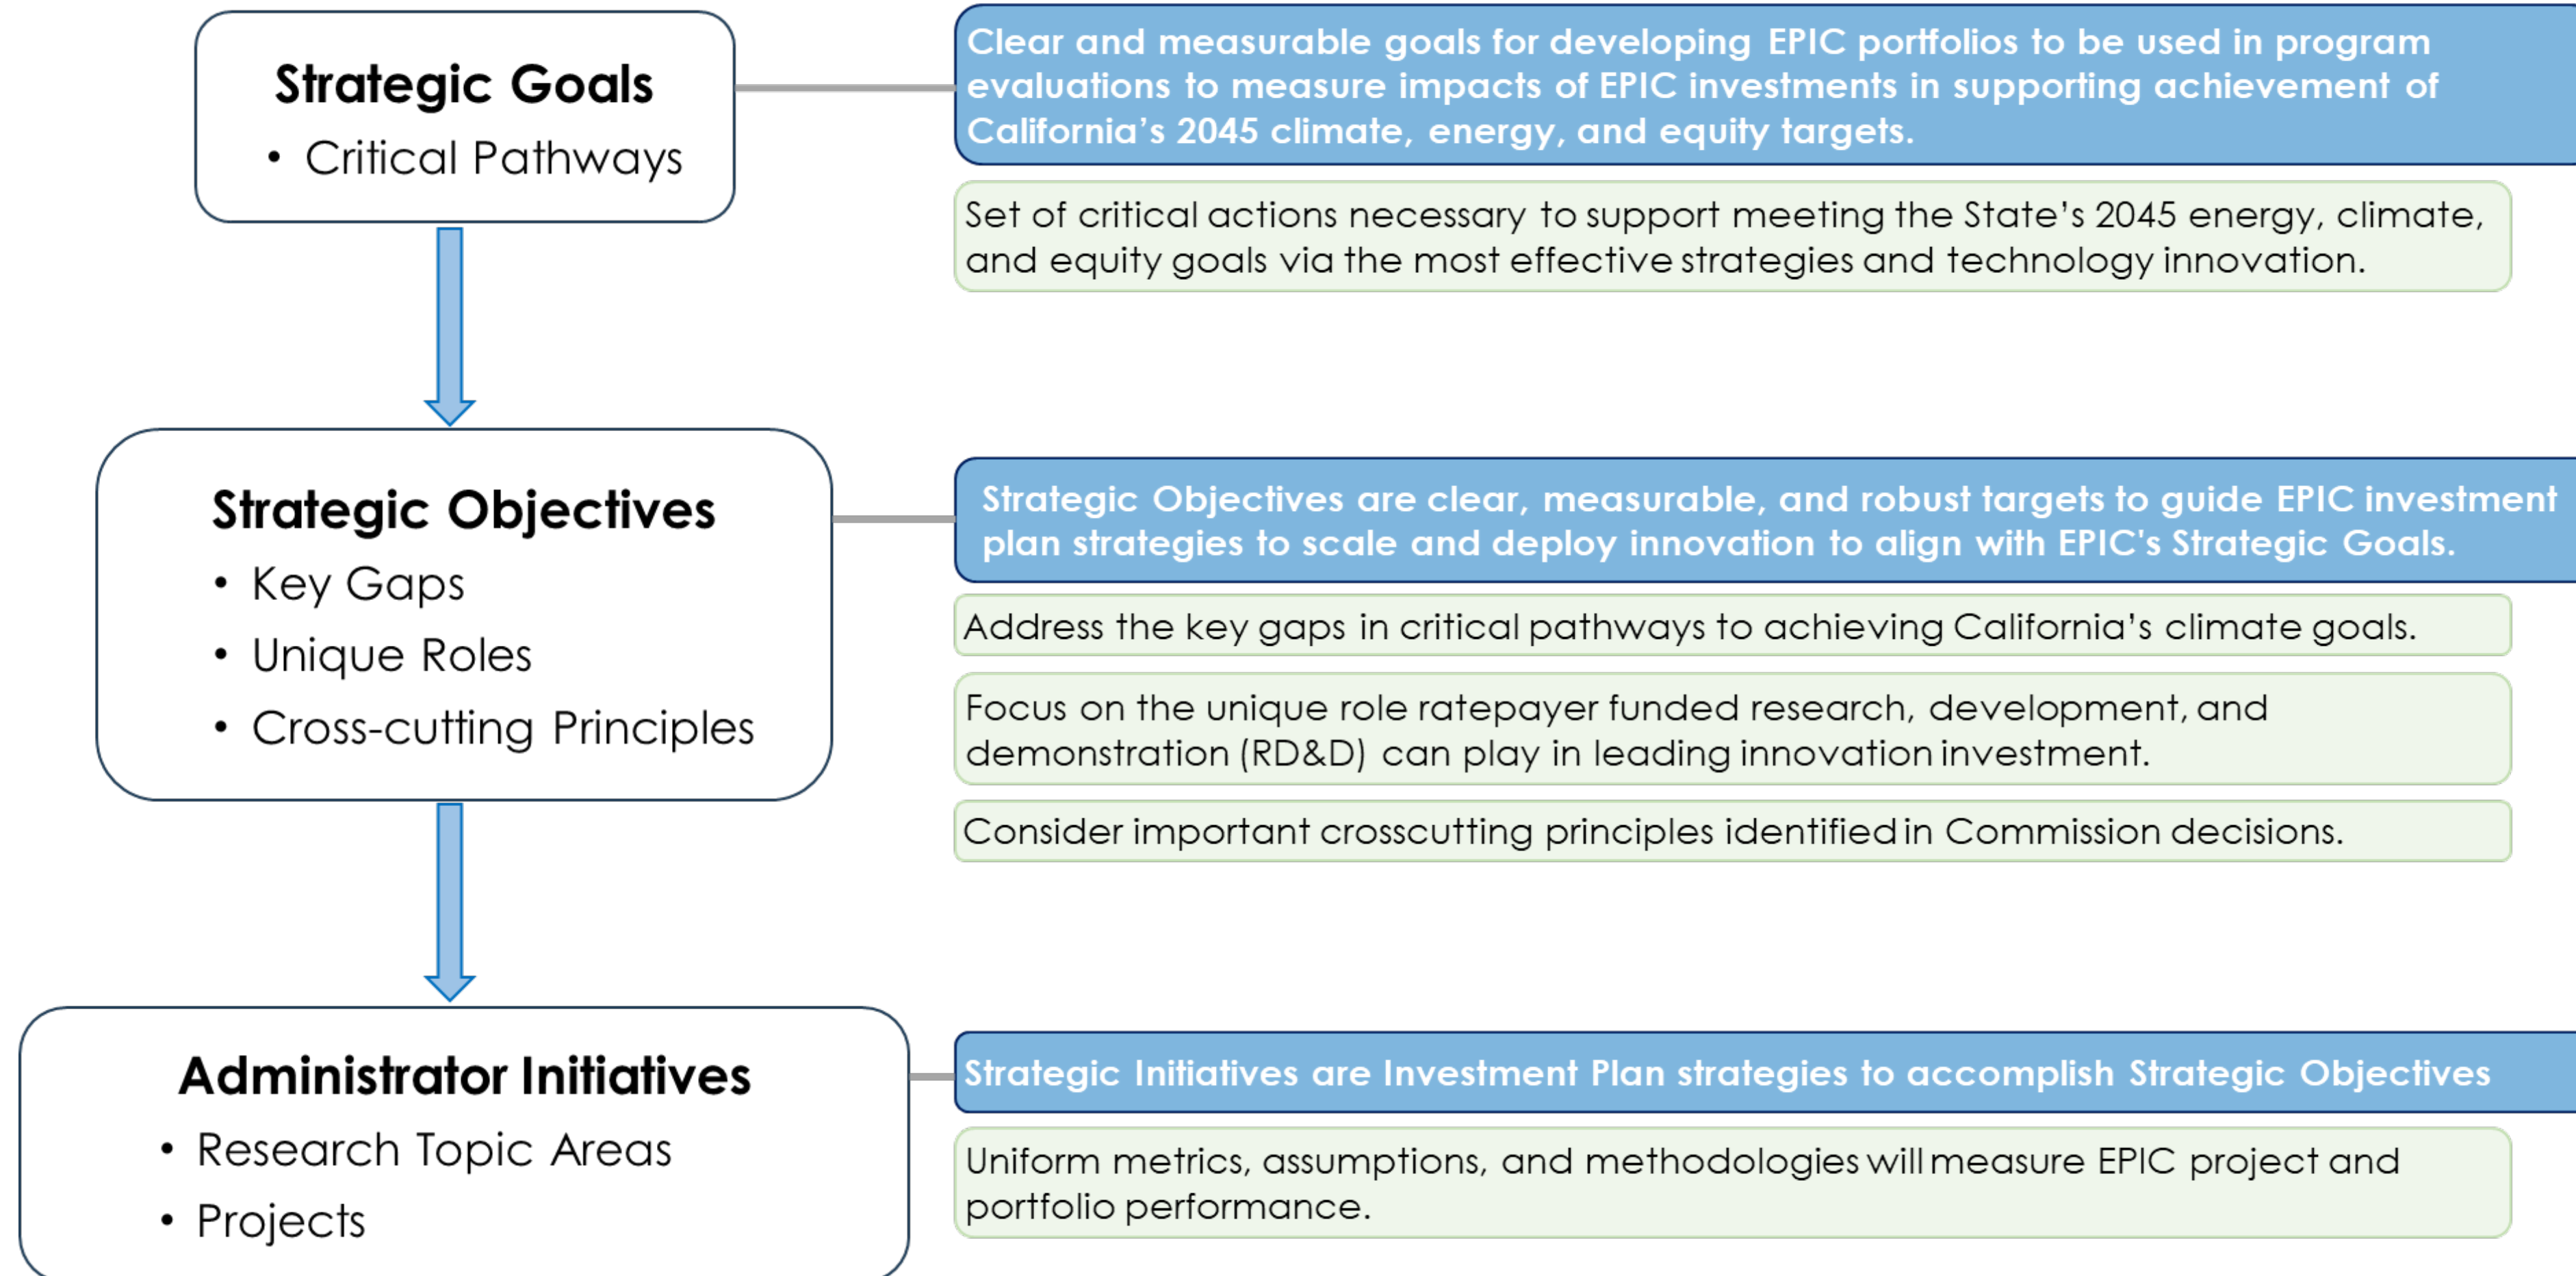 Strategic Goals
• Critical Pathways
Clear and measurable goals for developing EPIC portfolios to be used in program
evaluations to measure impacts of EPIC investments in supporting achievement of
California’s 2045 climate, energy, and equity targets.
Set of critical actions necessary to support meeting the State’s 2045 energy, climate,
and equity goals via the most effective strategies and technology innovation.
Strategic Objectives
• Key Gaps
• Unique Roles
• Cross-cutting Principles
Strategic Objectives are clear, measurable, and robust targets to guide EPIC investment
plan strategies to scale and deploy innovation to align with EPIC's Strategic Goals.
Address the key gaps in critical pathways to achieving California’s climate goals.
Focus on the unique role ratepayer funded research, development, and
demonstration (RD&D) can play in leading innovation investment.
Consider important crosscutting principles identified in Commission decisions.
Administrator Initiatives
• Research Topic Areas
• Projects
Strategic Initiatives are Investment Plan strategies to accomplish Strategic Objectives
Uniform metrics, assumptions, and methodologies will measure EPIC project and
portfolio performance.